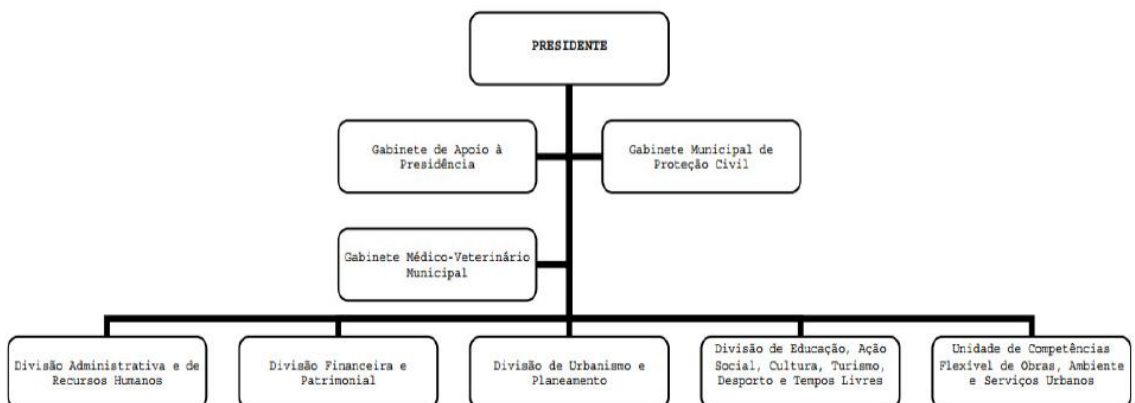 PRESIDENTE
Gabinete de Apoio à
Presidência
Gabinete Municipal de
Proteção Civil
Gabinete Médico-Veterinário
Municipal
Divisão Administrativa e de
Recursos Humanos
Divisão Financeira e
Patrimonial
Divisão de Urbanismo e
Planeamento
Divisão de Educação, Ação
Social, Cultura, Turismo,
Desporto e Tempos Livres
Unidade de Competências
Flexível de Obras, Ambiente
e Serviços Urbanos